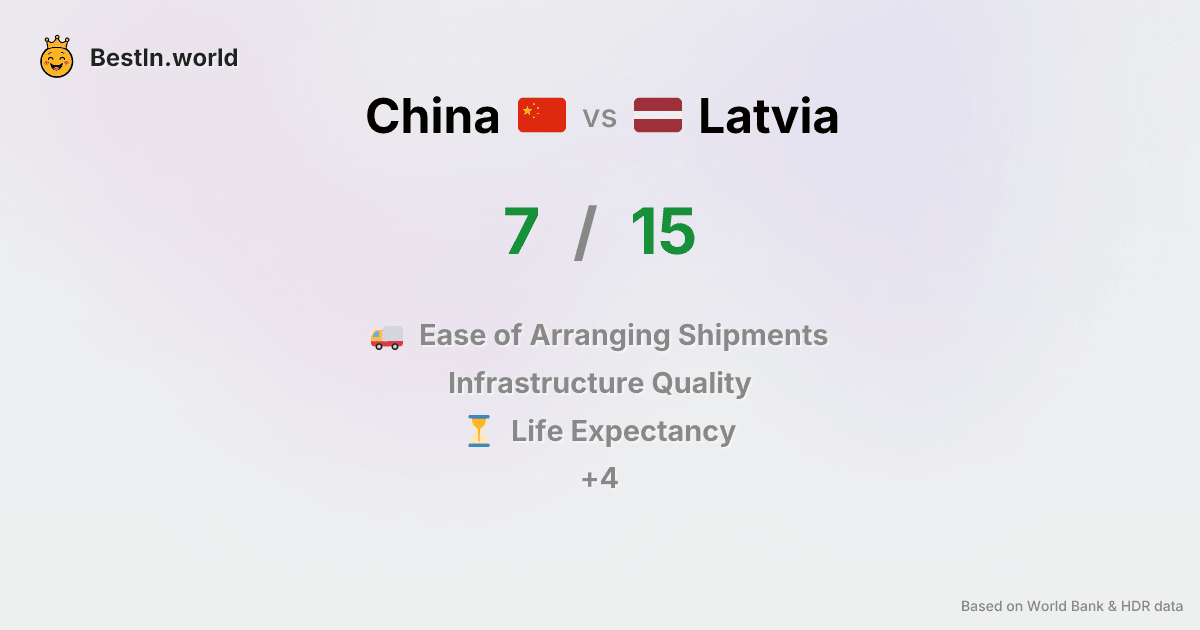 BestIn.world
China vs Latvia
7 / 15
Ease of Arranging Shipments
Infrastructure Quality
Life Expectancy
+4
Based on World Bank & HDR data